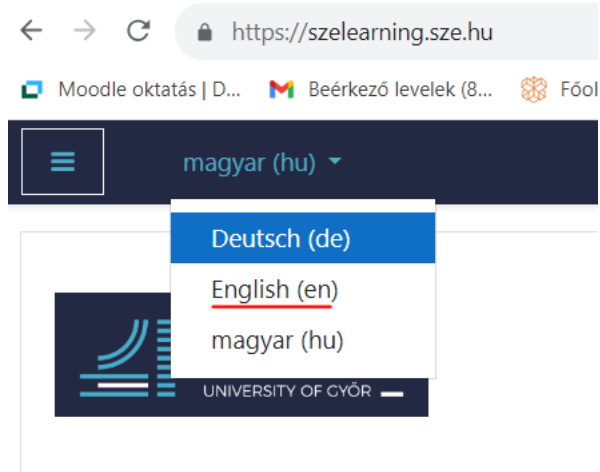 https://szelearning.sze.hu
Moodle oktatás | D... Beérkező levelek (8... Főol
magyar (hu)
Deutsch (de)
English (en)
magyar (hu)
UNIVERSITY OF GYŐR